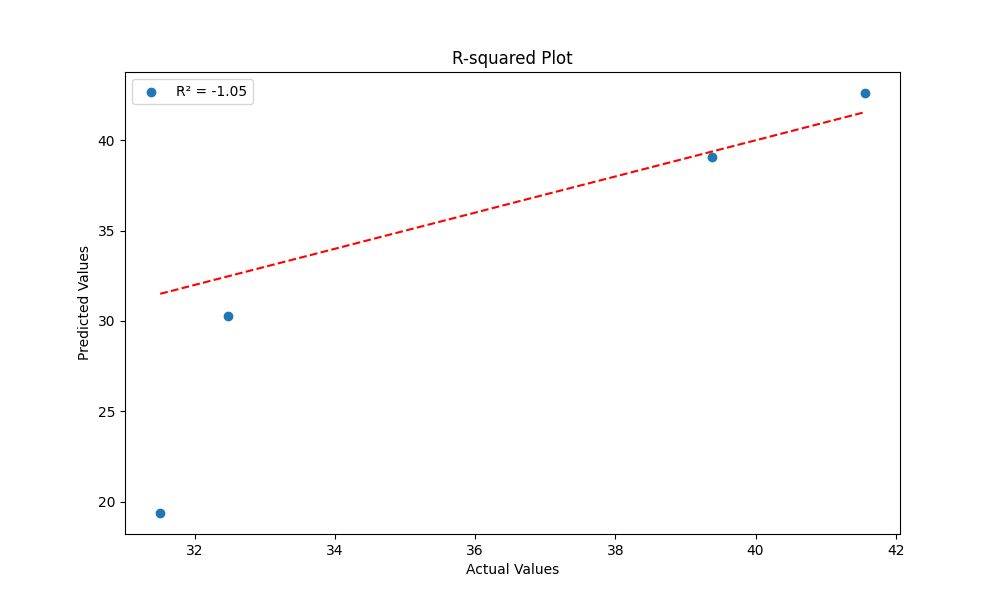 R-squared Plot
R² = -1.05
40
35
30
25
20
Predicted Values
32
34
36
38
40
42
Actual Values